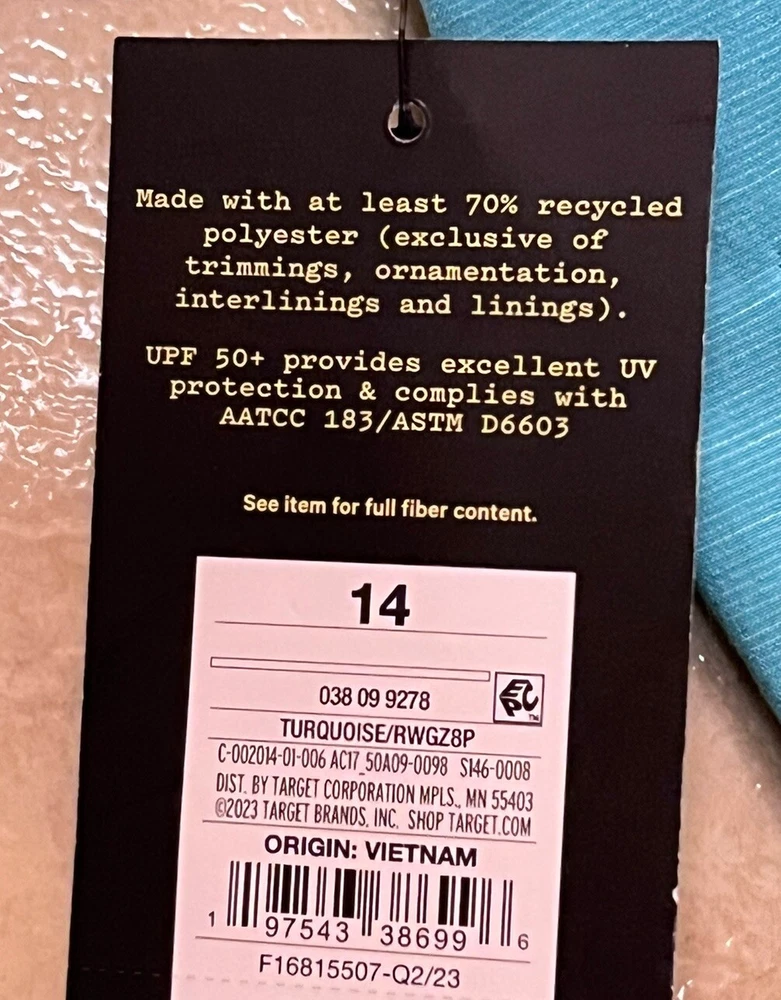 Made with at least 70% recycled
polyester (exclusive of
trimmings, ornamentation,
interlinings and linings).
UPF 50+ provides excellent UV
protection & complies with
AATCC 183/ASTM D6603
See item for full fiber content.
14
038 09 9278
EPC
TM
TURQUOISE/RWGZ8P
C-002014-01-006 AC17_50A09-0098 S146-0008
DIST. BY TARGET CORPORATION MPLS., MN 55403
©2023 TARGET BRANDS, INC. SHOP TARGET.COM
ORIGIN: VIETNAM
1 97543 38699 6
F16815507-Q2/23